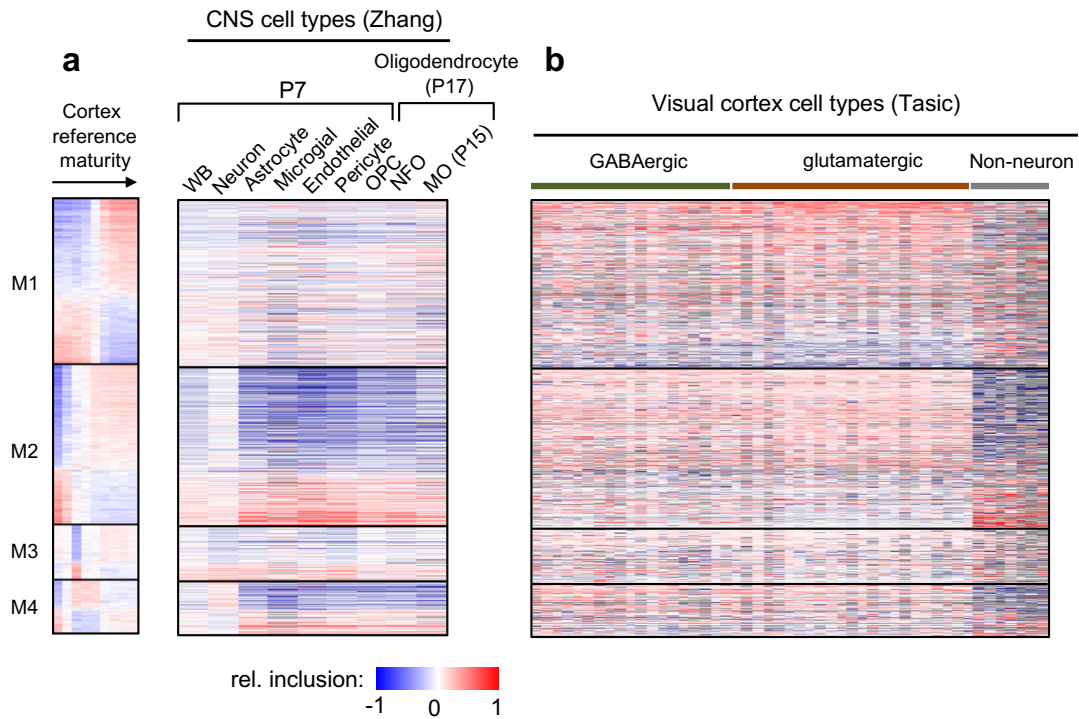 CNS cell types (Zhang)
a
b
Oligodendrocyte
(P17)
P7
Cortex
reference
maturity
Visual cortex cell types (Tasic)
GABAergic
glutamatergic
Non-neuron
WB
Neuron
Astrocyte
Microgial
Endothelial
Pericyte
OPC
NFO
MO (P15)
M1
M2
M3
M4
rel. inclusion:
-1
0
1